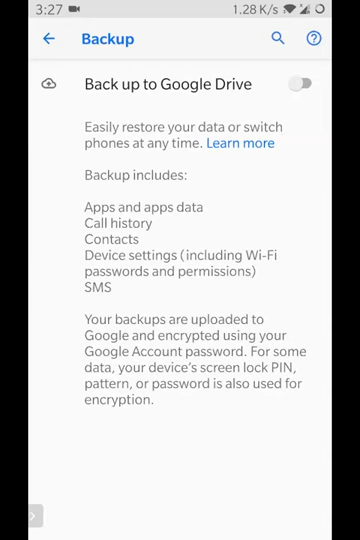 3:27
1.28 K/s
Backup
Back up to Google Drive
Easily restore your data or switch
phones at any time. Learn more
Backup includes:
Apps and apps data
Call history
Contacts
Device settings (including Wi-Fi
passwords and permissions)
SMS
Your backups are uploaded to
Google and encrypted using your
Google Account password. For some
data, your device's screen lock PIN,
pattern, or password is also used for
encryption.